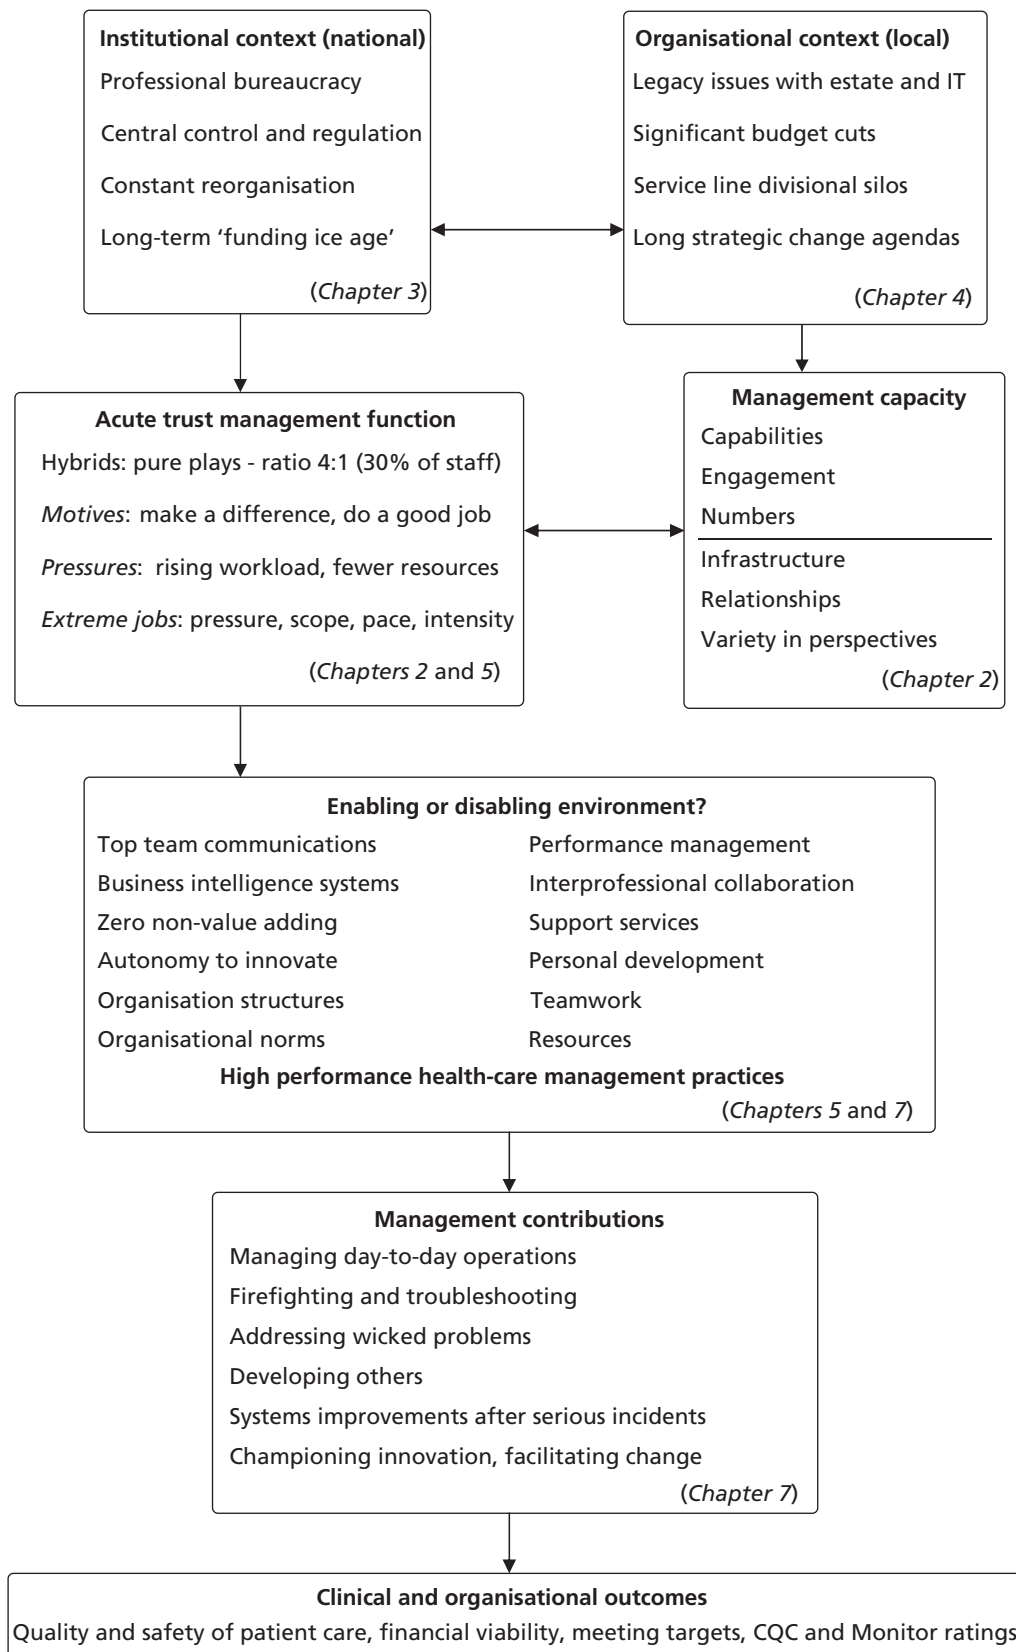 Institutional context (national)
Professional bureaucracy
Central control and regulation
Constant reorganisation
Long-term ‘funding ice age’
(Chapter 3)
Organisational context (local)
Legacy issues with estate and IT
Significant budget cuts
Service line divisional silos
Long strategic change agendas
(Chapter 4)
Acute trust management function
Hybrids: pure plays - ratio 4:1 (30% of staff)
Motives: make a difference, do a good job
Pressures: rising workload, fewer resources
Extreme jobs: pressure, scope, pace, intensity
(Chapters 2 and 5)
Management capacity
Capabilities
Engagement
Numbers
Infrastructure
Relationships
Variety in perspectives
(Chapter 2)
Enabling or disabling environment?
Top team communications
Business intelligence systems
Zero non-value adding
Autonomy to innovate
Organisation structures
Organisational norms
Performance management
Interprofessional collaboration
Support services
Personal development
Teamwork
Resources
High performance health-care management practices
(Chapters 5 and 7)
Management contributions
Managing day-to-day operations
Firefighting and troubleshooting
Addressing wicked problems
Developing others
Systems improvements after serious incidents
Championing innovation, facilitating change
(Chapter 7)
Clinical and organisational outcomes
Quality and safety of patient care, financial viability, meeting targets, CQC and Monitor ratings